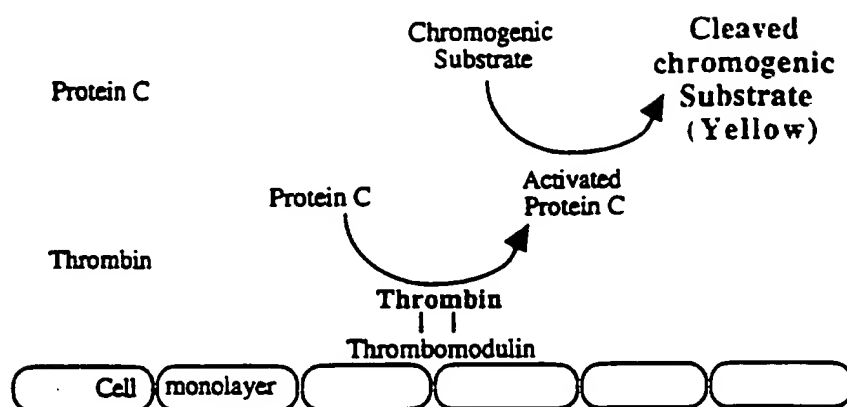 Chromogenic
Substrate
Cleaved
chromogenic
Substrate
(Yellow)
Protein C
Protein C
Activated
Protein C
Thrombin
Thrombin
Thrombomodulin
Cell monolayer